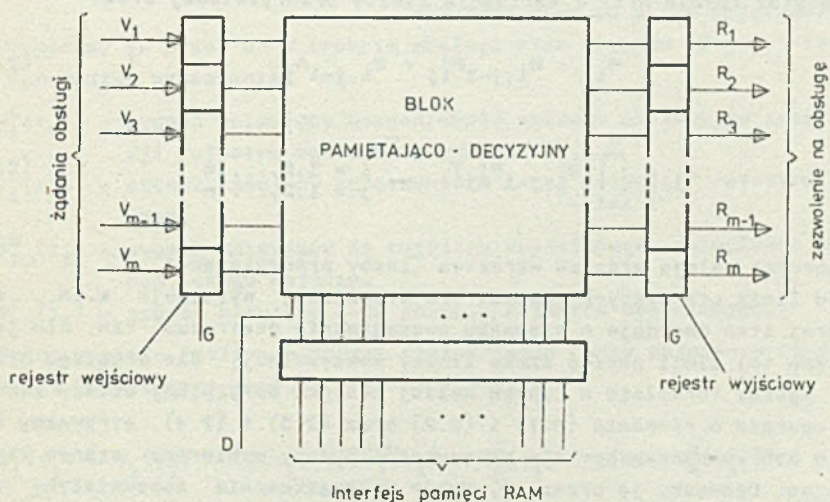 żądania obsługi
V1
V2
V3
Vm-1
Vm
BLOK
PAMIĘTAJĄCO - DECYZYJNY
R1
R2
R3
Rm-1
Rm
zezwolenie na obsługę
G
G
rejestr wejściowy
rejestr wyjściowy
D
Interfejs pamięci RAM